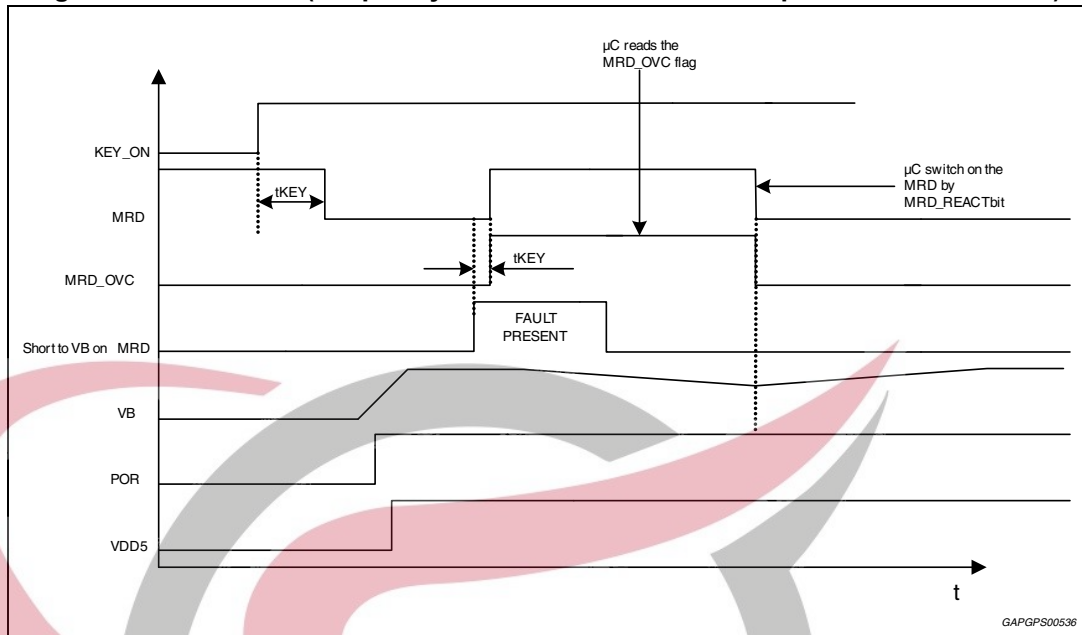 µC reads the
MRD_OVC flag
KEY_ON
tKEY
µC switch on the
MRD by
MRD_REACTbit
MRD
tKEY
MRD_OVC
FAULT
PRESENT
Short to VB on MRD
VB
POR
VDD5
t
GAPGPS00536